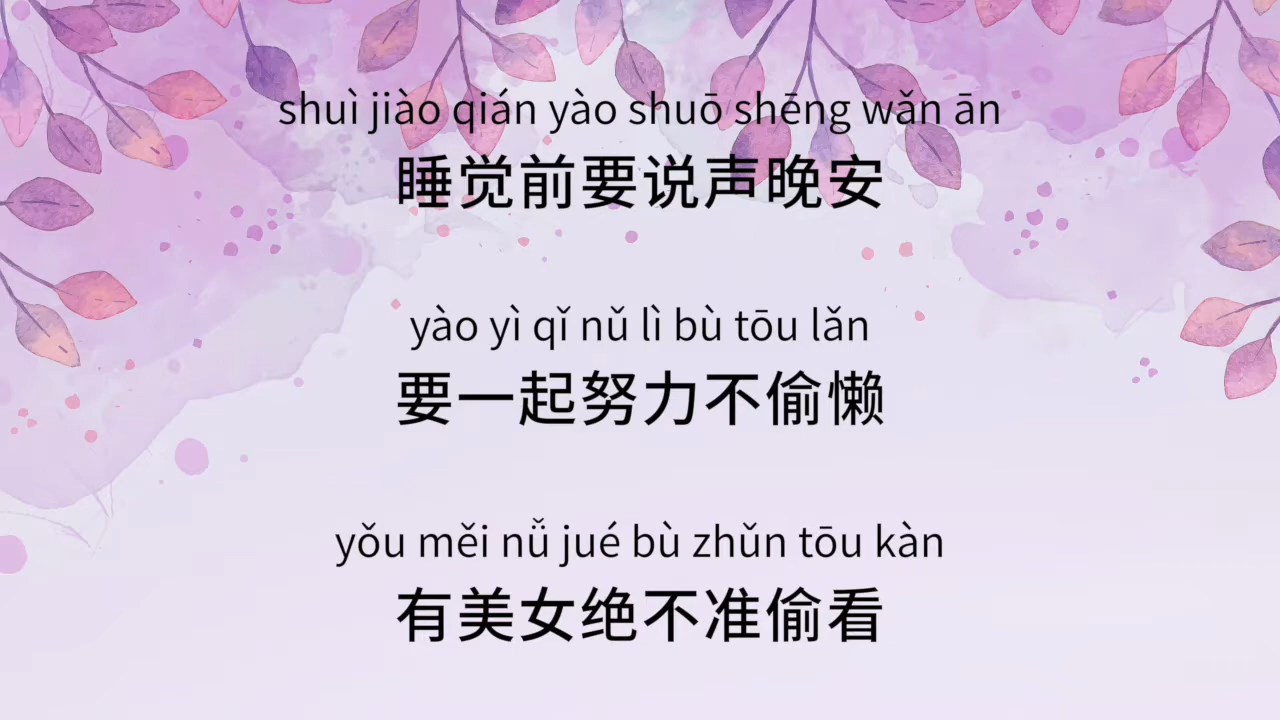 shuì jiào qián yào shuō shēng wǎn ān
睡觉前要说声晚安
yào yì qǐ nǔ lì bù tōu lǎn
要一起努力不偷懒
yǒu měi nǚ jué bù zhǔn tōu kàn
有美女绝不准偷看